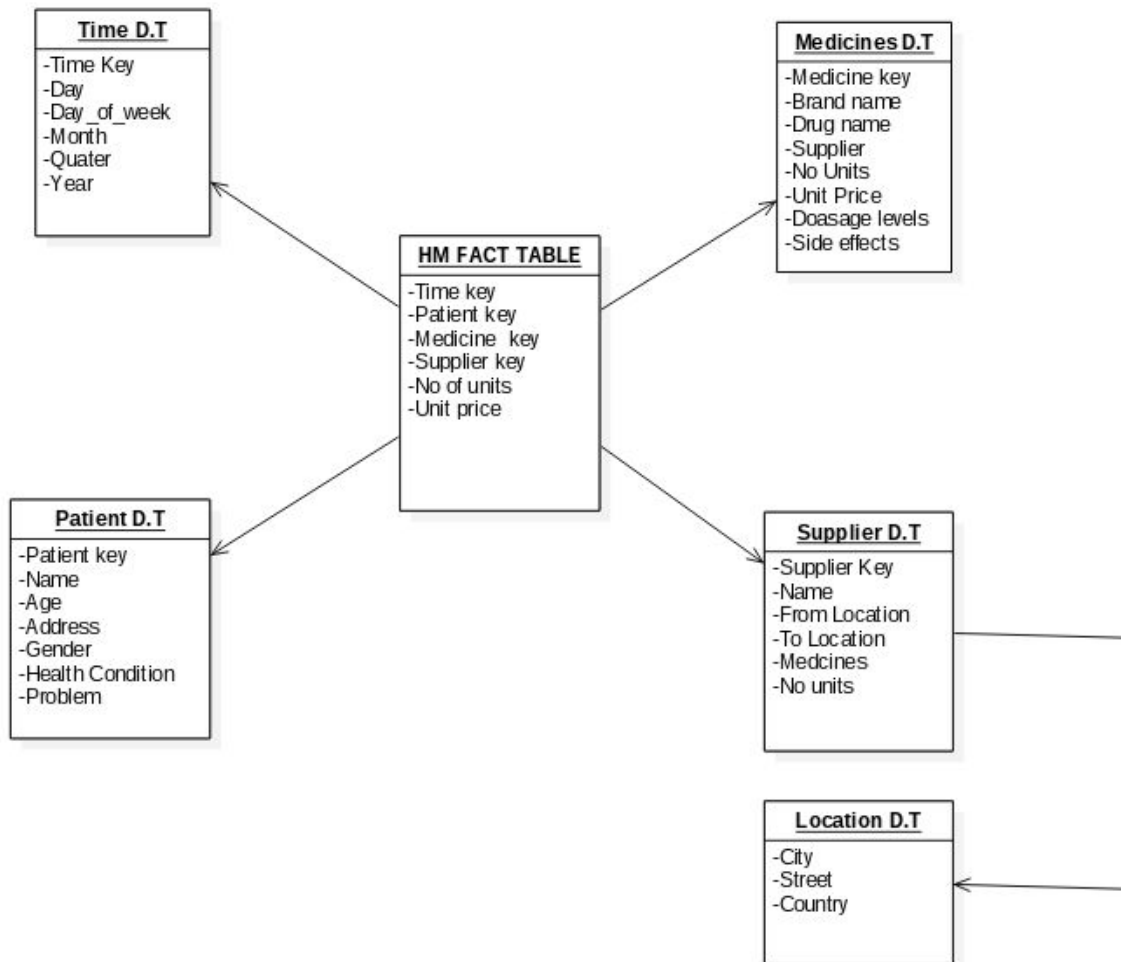 Time D.T
-Time Key
-Day
-Day_of_week
-Month
-Quater
-Year
Medicines D.T
-Medicine key
-Brand name
-Drug name
-Supplier
-No Units
-Unit Price
-Doasage levels
-Side effects
HM FACT TABLE
-Time key
-Patient key
-Medicine key
-Supplier key
-No of units
-Unit price
Patient D.T
-Patient key
-Name
-Age
-Address
-Gender
-Health Condition
-Problem
Supplier D.T
-Supplier Key
-Name
-From Location
-To Location
-Medcines
-No units
Location D.T
-City
-Street
-Country